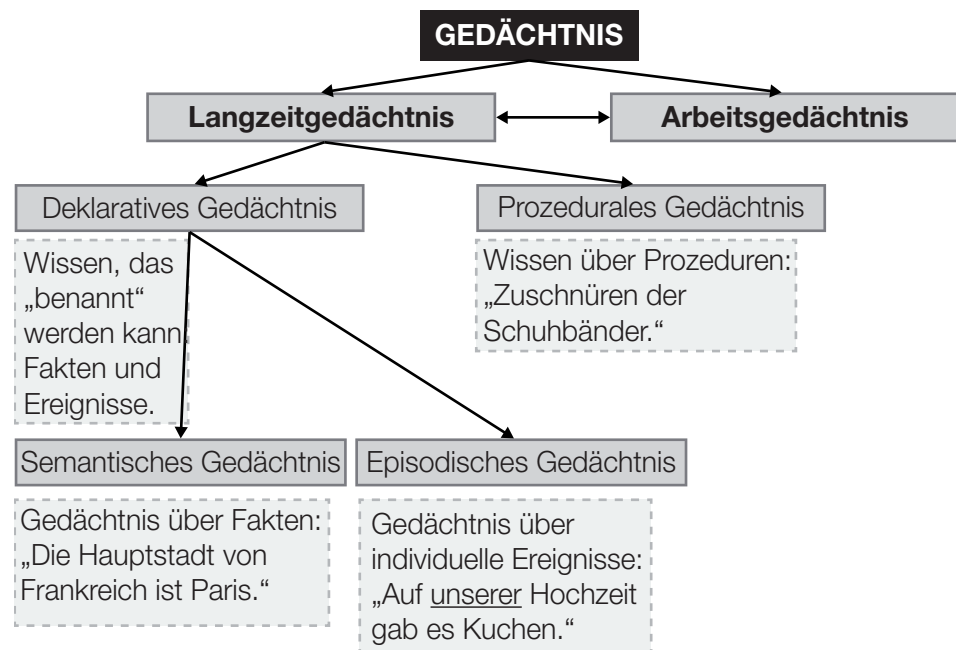 GEDÄCHTNIS
Langzeitgedächtnis
Arbeitsgedächtnis
Deklaratives Gedächtnis
Prozedurales Gedächtnis
Wissen, das
„benannt“
werden kann
Fakten und
Ereignisse.
Wissen über Prozeduren:
„Zuschnüren der
Schuhbänder.“
Semantisches Gedächtnis
Episodisches Gedächtnis
Gedächtnis über Fakten:
„Die Hauptstadt von
Frankreich ist Paris.“
Gedächtnis über
individuelle Ereignisse:
„Auf unserer Hochzeit
gab es Kuchen.“